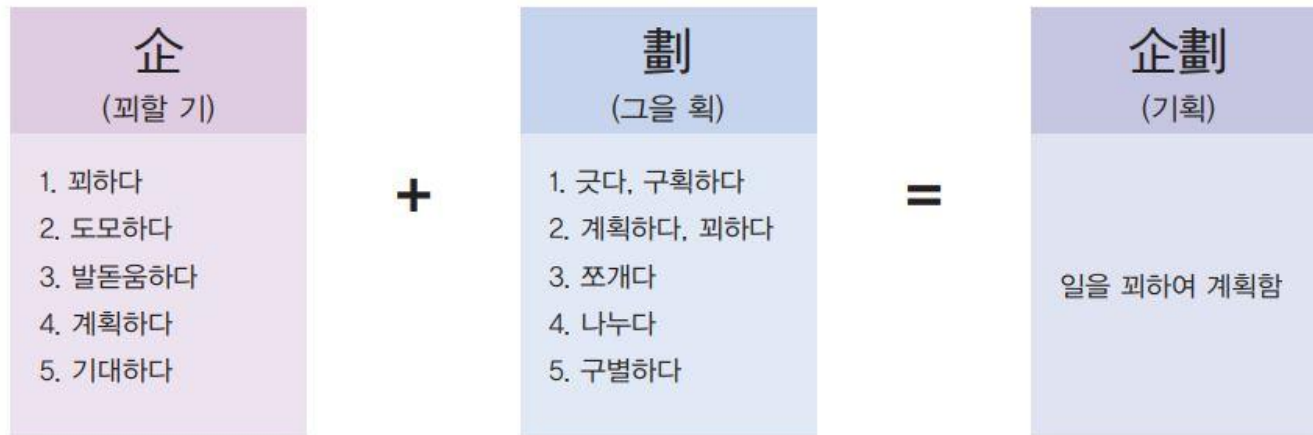 企
(꾀할 기)
1. 꾀하다
2. 도모하다
3. 발돋움하다
4. 계획하다
5. 기대하다
+
劃
(그을 획)
1. 긋다, 구획하다
2. 계획하다, 꾀하다
3. 쪼개다
4. 나누다
5. 구별하다
=
企劃
(기획)
일을 꾀하여 계획함